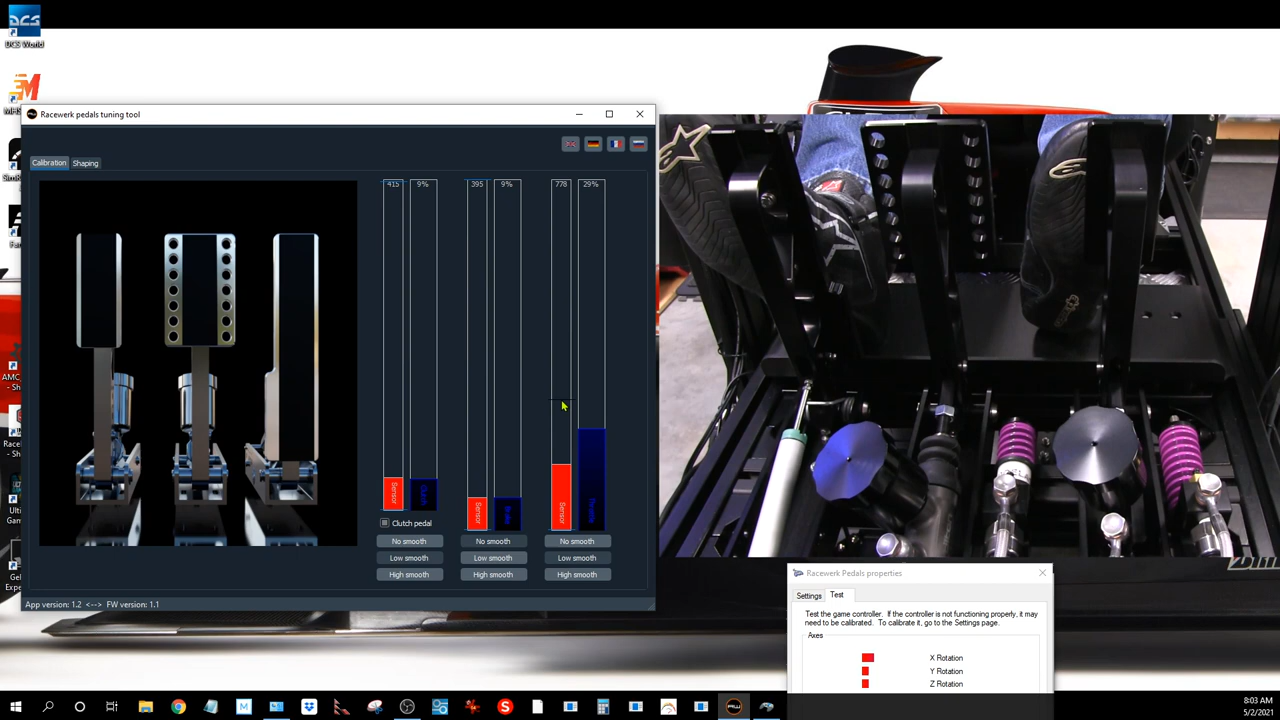 DCS
DCS World
Racewerk pedals tuning tool
Calibration
Shaping
415
9%
395
9%
778
29%
Sensor
Clutch
Sensor
Brake
Sensor
Throttle
Clutch pedal
No smooth
No smooth
No smooth
Low smooth
Low smooth
Low smooth
High smooth
High smooth
High smooth
App version: 1.2 <--> FW version: 1.1
Racewerk Pedals properties
Settings
Test
Test the game controller. If the controller is not functioning properly, it may
need to be calibrated. To calibrate it, go to the Settings page.
Axes
X Rotation
Y Rotation
Z Rotation
8:03 AM
5/2/2021